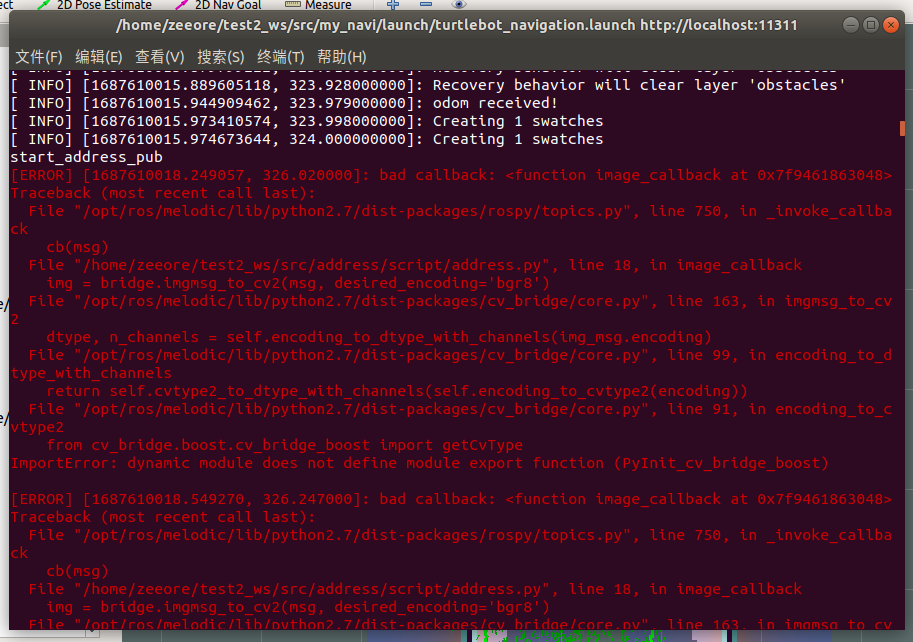 ect 2D Pose Estimate 2D Nav Goal Measure
/home/zeeore/test2_ws/src/my_navi/launch/turtlebot_navigation.launch http://localhost:11311
文件(F) 编辑(E) 查看(V) 搜索(S) 终端(T) 帮助(H)
[ INFO] [1687610015.889605118, 323.928000000]: Recovery behavior will clear layer 'obstacles'
[ INFO] [1687610015.944909462, 323.979000000]: odom received!
[ INFO] [1687610015.973410574, 323.998000000]: Creating 1 swatches
[ INFO] [1687610015.974673644, 324.000000000]: Creating 1 swatches
start_address_pub
[ERROR] [1687610018.249057, 326.020000]: bad callback: <function image_callback at 0x7f9461863048>
Traceback (most recent call last):
  File "/opt/ros/melodic/lib/python2.7/dist-packages/rospy/topics.py", line 750, in _invoke_callba
ck
    cb(msg)
  File "/home/zeeore/test2_ws/src/address/script/address.py", line 18, in image_callback
    img = bridge.imgmsg_to_cv2(msg, desired_encoding='bgr8')
  File "/opt/ros/melodic/lib/python2.7/dist-packages/cv_bridge/core.py", line 163, in imgmsg_to_cv
2
    dtype, n_channels = self.encoding_to_dtype_with_channels(img_msg.encoding)
  File "/opt/ros/melodic/lib/python2.7/dist-packages/cv_bridge/core.py", line 99, in encoding_to_d
type_with_channels
    return self.cvtype2_to_dtype_with_channels(self.encoding_to_cvtype2(encoding))
  File "/opt/ros/melodic/lib/python2.7/dist-packages/cv_bridge/core.py", line 91, in encoding_to_c
vtype2
    from cv_bridge.boost.cv_bridge_boost import getCvType
ImportError: dynamic module does not define module export function (PyInit_cv_bridge_boost)
[ERROR] [1687610018.549270, 326.247000]: bad callback: <function image_callback at 0x7f9461863048>
Traceback (most recent call last):
  File "/opt/ros/melodic/lib/python2.7/dist-packages/rospy/topics.py", line 750, in _invoke_callba
ck
    cb(msg)
  File "/home/zeeore/test2_ws/src/address/script/address.py", line 18, in image_callback
    img = bridge.imgmsg_to_cv2(msg, desired_encoding='bgr8')
  File "/opt/ros/melodic/lib/python2.7/dist-packages/cv_bridge/core.py", line 163, in imgmsg_to_cv